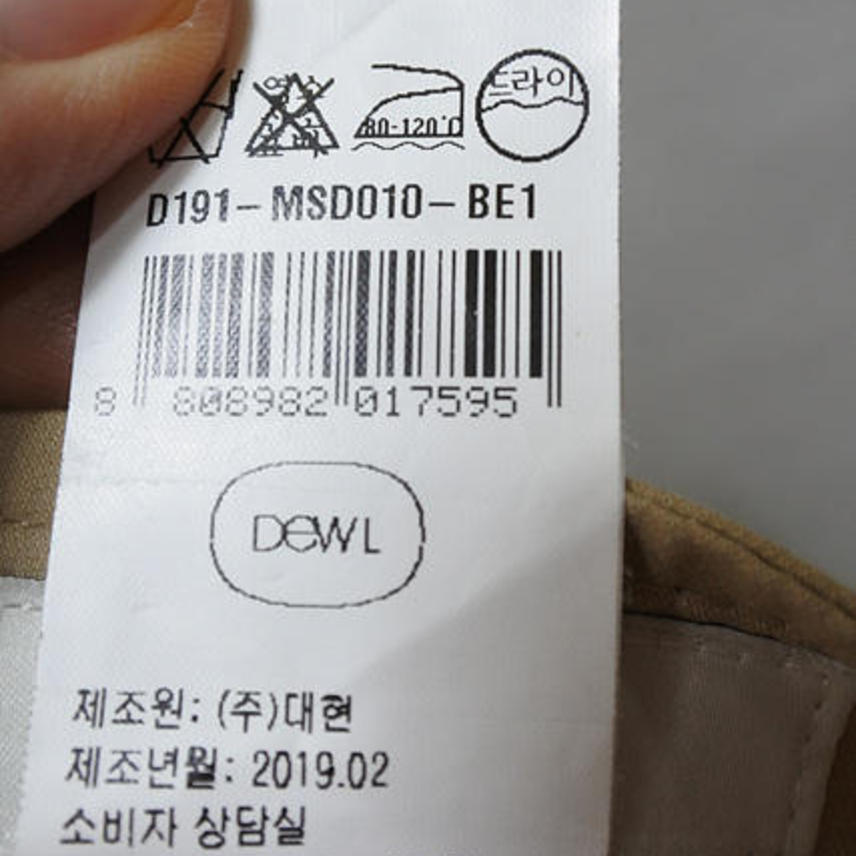 80-120℃ 드라이
D191-MSD010-BE1
8 808982 017595
DEWL
제조원: (주)대현
제조년월: 2019.02
소비자 상담실